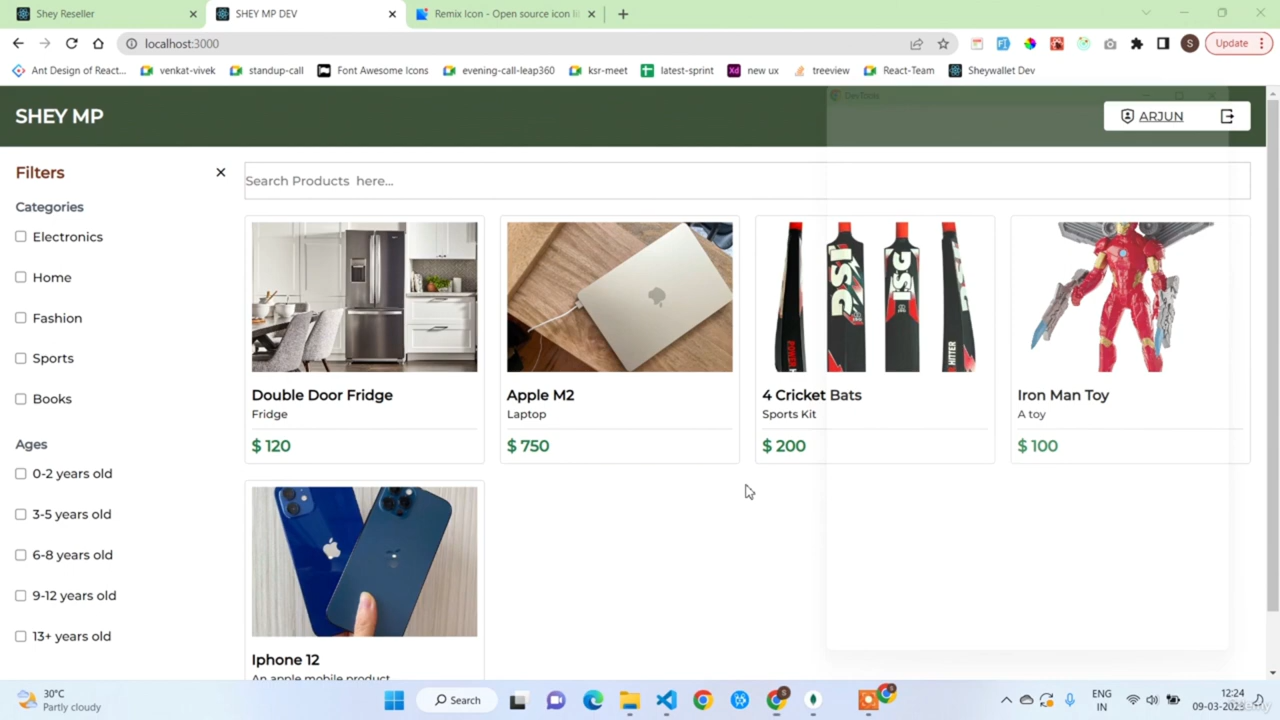 Shey Reseller
SHEY MP DEV
Remix Icon - Open source icon li
localhost:3000
Update
S
Ant Design of React...
venkat-vivek
standup-call
Font Awesome Icons
evening-call-leap360
ksr-meet
latest-sprint
new ux
treeview
React-Team
Sheywallet Dev
DevTools
SHEY MP
ARJUN
Filters
Search Products here...
Categories
Electronics
Home
Fashion
Sports
Books
Ages
0-2 years old
3-5 years old
6-8 years old
9-12 years old
13+ years old
Double Door Fridge
Fridge
$ 120
Apple M2
Laptop
$ 750
4 Cricket Bats
Sports Kit
$ 200
Iron Man Toy
A toy
$ 100
Iphone 12
An apple mobile product
30°C
Partly cloudy
Search
ENG
IN
12:24
09-03-2023